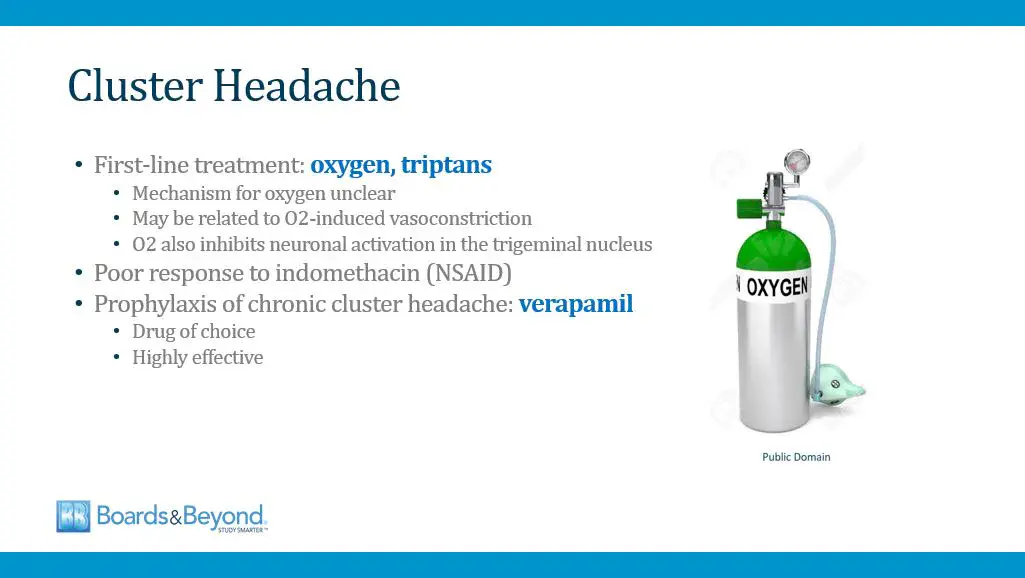 Cluster Headache
• First-line treatment: oxygen, triptans
• Mechanism for oxygen unclear
• May be related to O2-induced vasoconstriction
• O2 also inhibits neuronal activation in the trigeminal nucleus
• Poor response to indomethacin (NSAID)
• Prophylaxis of chronic cluster headache: verapamil
• Drug of choice
• Highly effective
N OXYGEN
Public Domain
BB Boards&Beyond.
STUDY SMARTER™